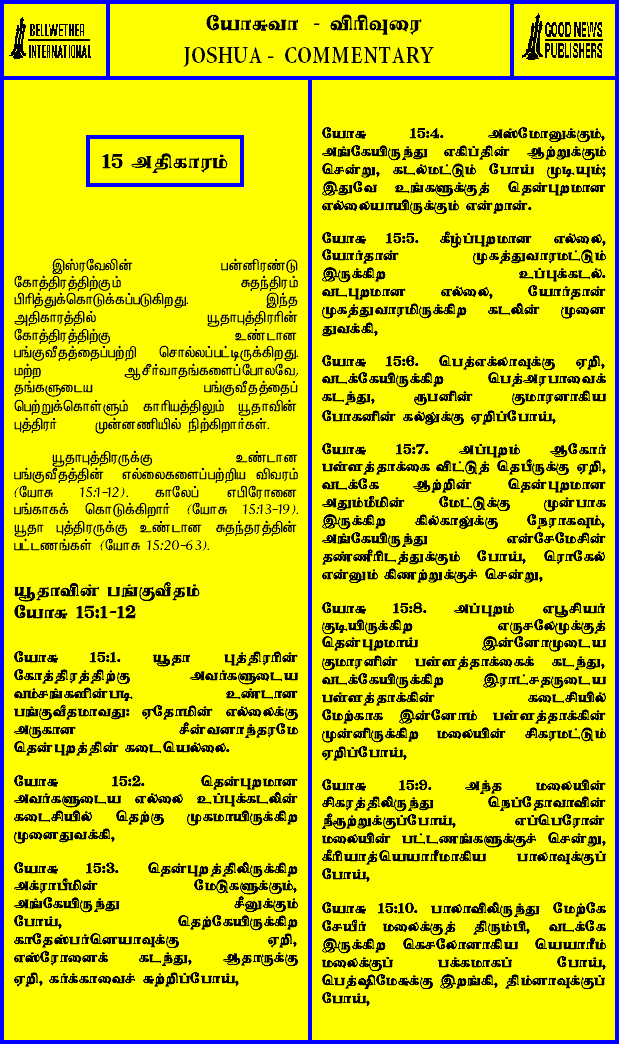 BELLWETHER
INTERNATIONAL
யோசுவா - விரிவுரை
JOSHUA - COMMENTARY
GOOD NEWS
PUBLISHERS
15 அதிகாரம்
இஸ்ரவேலின் பன்னிரண்டு
கோத்திரத்திற்கும் சுதந்திரம்
பிரித்துக்கொடுக்கப்படுகிறது. இந்த
அதிகாரத்தில் யூதாபுத்திரரின்
கோத்திரத்திற்கு உண்டான
பங்குவீதத்தைப்பற்றி சொல்லப்பட்டிருக்கிறது.
மற்ற ஆசீர்வாதங்களைப்போலவே,
தங்களுடைய பங்குவீதத்தைப்
பெற்றுக்கொள்ளும் காரியத்திலும் யூதாவின்
புத்திரர் முன்னணியில் நிற்கிறார்கள்.
யூதாபுத்திரருக்கு உண்டான
பங்குவீதத்தின் எல்லைகளைப்பற்றிய விவரம்
(யோசு 15:1-12). காலேப் எபிரோனை
பங்காகக் கொடுக்கிறார் (யோசு 15:13-19).
யூதா புத்திரருக்கு உண்டான சுதந்தரத்தின்
பட்டணங்கள் (யோசு 15:20-63).
யூதாவின் பங்குவீதம்
யோசு 15:1-12
யோசு 15:1. யூதா புத்திரரின்
கோத்திரத்திற்கு அவர்களுடைய
வம்சங்களின்படி உண்டான
பங்குவீதமாவது: ஏதோமின் எல்லைக்கு
அருகான சீன்வனாந்தரமே
தென்புறத்தின் கடையெல்லை.
யோசு 15:2. தென்புறமான
அவர்களுடைய எல்லை உப்புக்கடலின்
கடைசியில் தெற்கு முகமாயிருக்கிற
முனைதுவக்கி,
யோசு 15:3. தென்புறத்திலிருக்கிற
அக்ராபீமின் மேடுகளுக்கும்,
அங்கேயிருந்து சீனுக்கும்
போய், தெற்கேயிருக்கிற
காதேஸ்பர்னெயாவுக்கு ஏறி,
எஸ்ரோனைக் கடந்து, ஆதாருக்கு
ஏறி, கர்க்காவைச் சுற்றிப்போய்,
யோசு 15:4. அஸ்மோனுக்கும்,
அங்கேயிருந்து எகிப்தின் ஆற்றுக்கும்
சென்று, கடல்மட்டும் போய் முடியும்;
இதுவே உங்களுக்குத் தென்புறமான
எல்லையாயிருக்கும் என்றான்.
யோசு 15:5. கீழ்ப்புறமான எல்லை,
யோர்தான் முகத்துவாரமட்டும்
இருக்கிற உப்புக்கடல்.
வடபுறமான எல்லை, யோர்தான்
முகத்துவாரமிருக்கிற கடலின் முனை
துவக்கி,
யோசு 15:6. பெத்எக்லாவுக்கு ஏறி,
வடக்கேயிருக்கிற பெத்அரபாவைக்
கடந்து, ரூபனின் குமாரனாகிய
போகனின் கல்லுக்கு ஏறிப்போய்,
யோசு 15:7. அப்புறம் ஆகோர்
பள்ளத்தாக்கை விட்டுத் தெபீருக்கு ஏறி,
வடக்கே ஆற்றின் தென்புறமான
அதும்மீமின் மேட்டுக்கு முன்பாக
இருக்கிற கில்காலுக்கு நேராகவும்,
அங்கேயிருந்து என்சேமேசின்
தண்ணீரிடத்துக்கும் போய், ரொகேல்
என்னும் கிணற்றுக்குச் சென்று,
யோசு 15:8. அப்புறம் எபூசியர்
குடியிருக்கிற எருசலேமுக்குத்
தென்புறமாய் இன்னோமுடைய
குமாரனின் பள்ளத்தாக்கைக் கடந்து,
வடக்கேயிருக்கிற இராட்சதருடைய
பள்ளத்தாக்கின் கடைசியில்
மேற்காக இன்னோம் பள்ளத்தாக்கின்
முன்னிருக்கிற மலையின் சிகரமட்டும்
ஏறிப்போய்,
யோசு 15:9. அந்த மலையின்
சிகரத்திலிருந்து நெப்தோவாவின்
நீரூற்றுக்குப்போய், எப்பெரோன்
மலையின் பட்டணங்களுக்குச் சென்று,
கீரியாத்யெயாரீமாகிய பாலாவுக்குப்
போய்,
யோசு 15:10. பாலாவிலிருந்து மேற்கே
சேயீர் மலைக்குத் திரும்பி, வடக்கே
இருக்கிற கெசலோனாகிய யெயாரீம்
மலைக்குப் பக்கமாகப் போய்,
பெத்ஷிமேசுக்கு இறங்கி, திம்னாவுக்குப்
போய்,